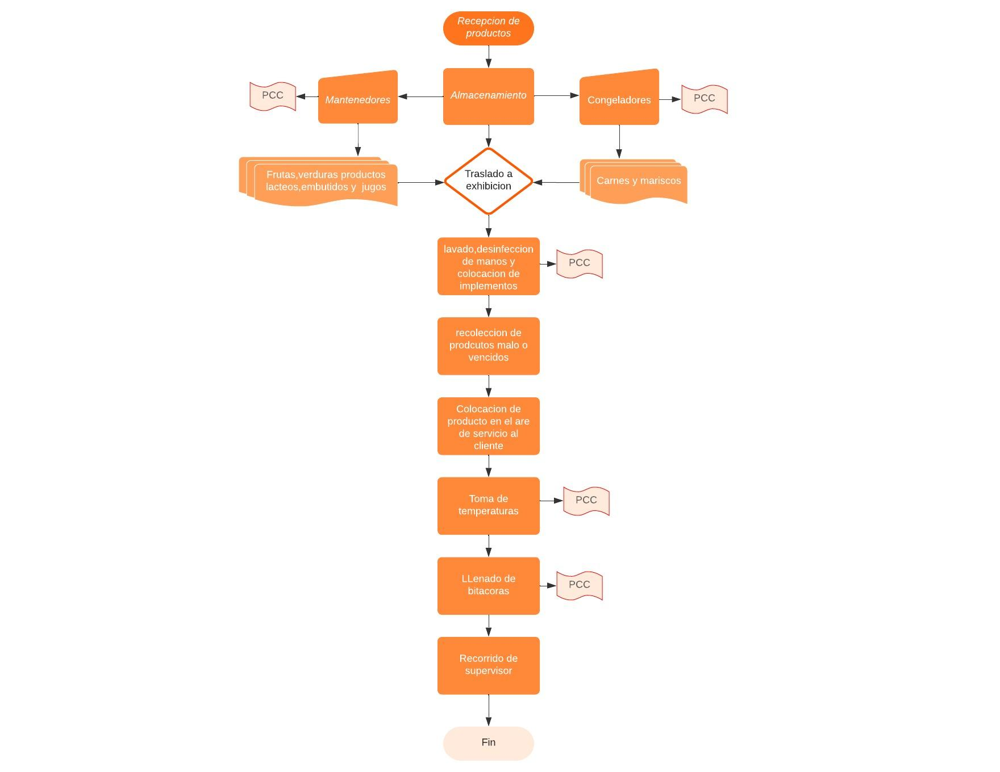 Recepcion de
productos
PCC
Mantenedores
Almacenamiento
Congeladores
PCC
Frutas,verduras productos
lacteos,embutidos y  jugos
Traslado a
exhibicion
Carnes y mariscos
lavado,desinfeccion
de manos y
colocacion de
implementos
PCC
recoleccion de
prodcutos malo o
vencidos
Colocacion de
producto en el are
de servicio al
cliente
Toma de
temperaturas
PCC
LLenado de
bitacoras
PCC
Recorrido de
supervisor
Fin